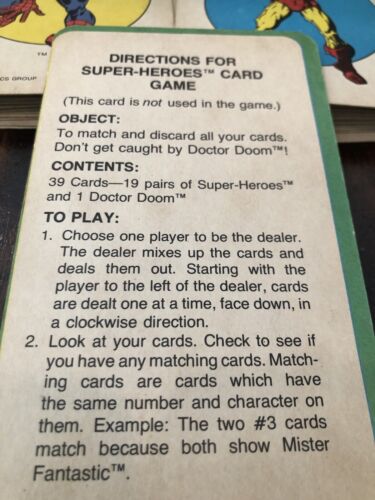 TM
CS GROUP
DIRECTIONS FOR
SUPER-HEROES™ CARD
GAME
(This card is not used in the game.)
OBJECT:
To match and discard all your cards.
Don't get caught by Doctor Doom™!
CONTENTS:
39 Cards—19 pairs of Super-Heroes™
and 1 Doctor Doom™
TO PLAY:
1. Choose one player to be the dealer.
The dealer mixes up the cards and
deals them out. Starting with the
player to the left of the dealer, cards
are dealt one at a time, face down, in
a clockwise direction.
2. Look at your cards. Check to see if
you have any matching cards. Match-
ing cards are cards which have
the same number and character on
them. Example: The two #3 cards
match because both show Mister
Fantastic™.